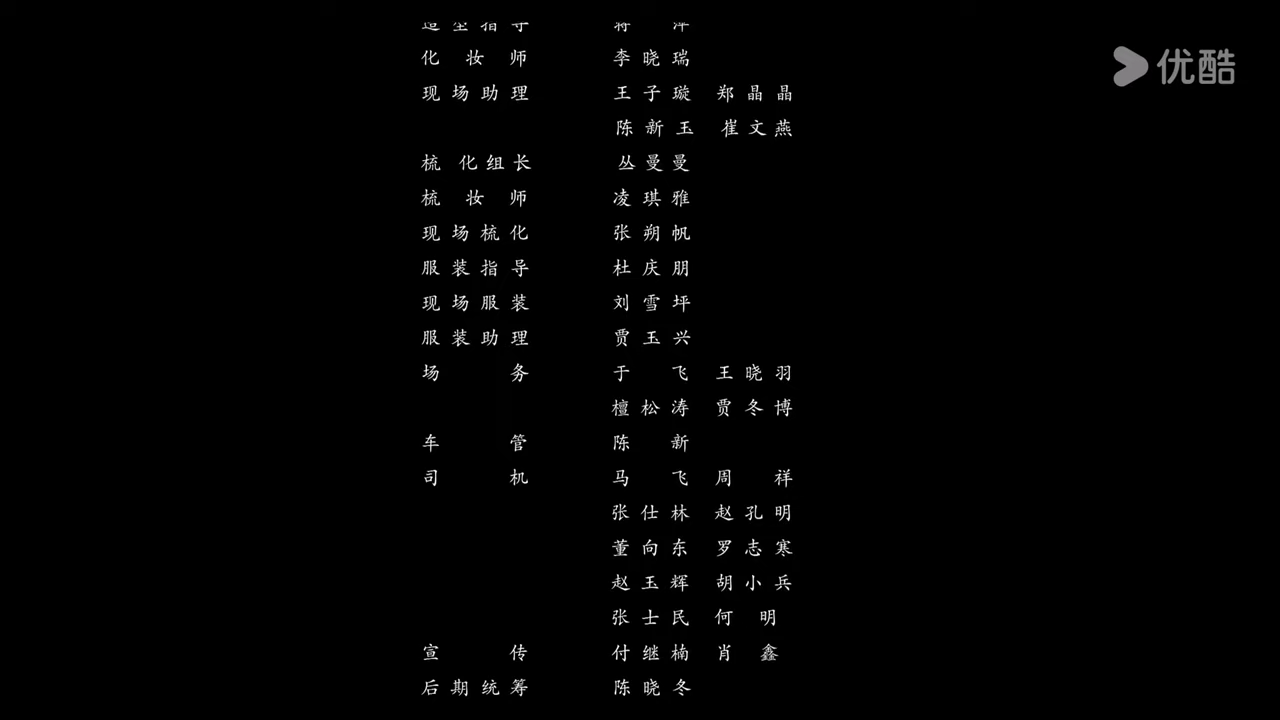 造型指导 蒋萍
优酷
化妆师 李晓瑞
现场助理 王子璇 郑晶晶
陈新玉 崔文燕
梳化组长 丛曼曼
梳妆师 凌琪雅
现场梳化 张朔帆
服装指导 杜庆朋
现场服装 刘雪坪
服装助理 贾玉兴
场务 于飞 王晓羽
檀松涛 贾冬博
车管 陈新
司机 马飞 周祥
张仕林 赵孔明
董向东 罗志寒
赵玉辉 胡小兵
张士民 何明
宣传 付继楠 肖鑫
后期统筹 陈晓冬